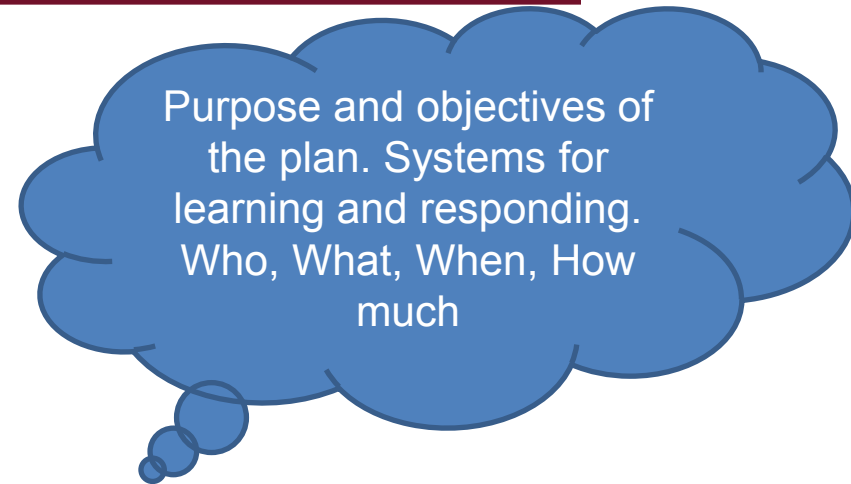 Purpose and objectives of
the plan. Systems for
learning and responding.
Who, What, When, How
much